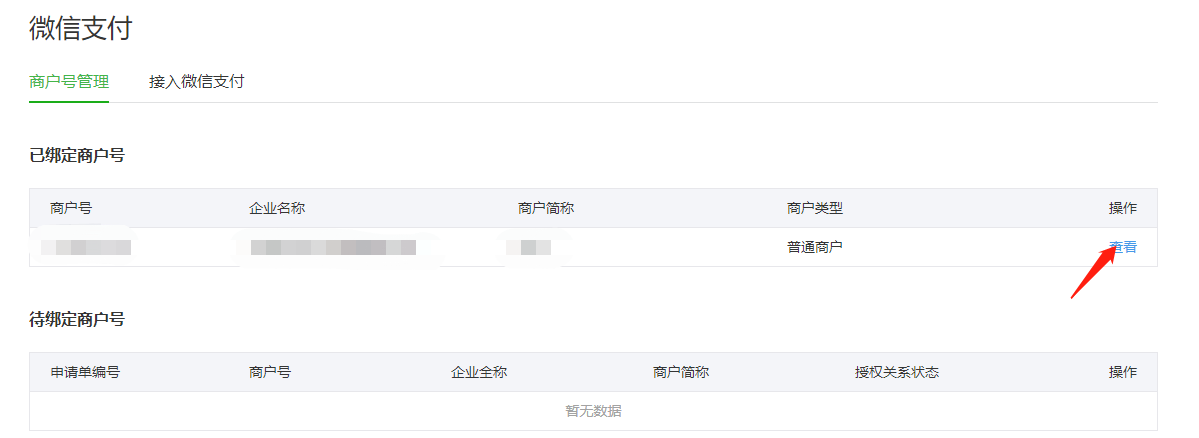 微信支付
商户号管理 接入微信支付
已绑定商户号
商户号 企业名称 商户简称 商户类型 操作
普通商户 查看
待绑定商户号
申请单编号 商户号 企业全称 商户简称 授权关系状态 操作
暂无数据